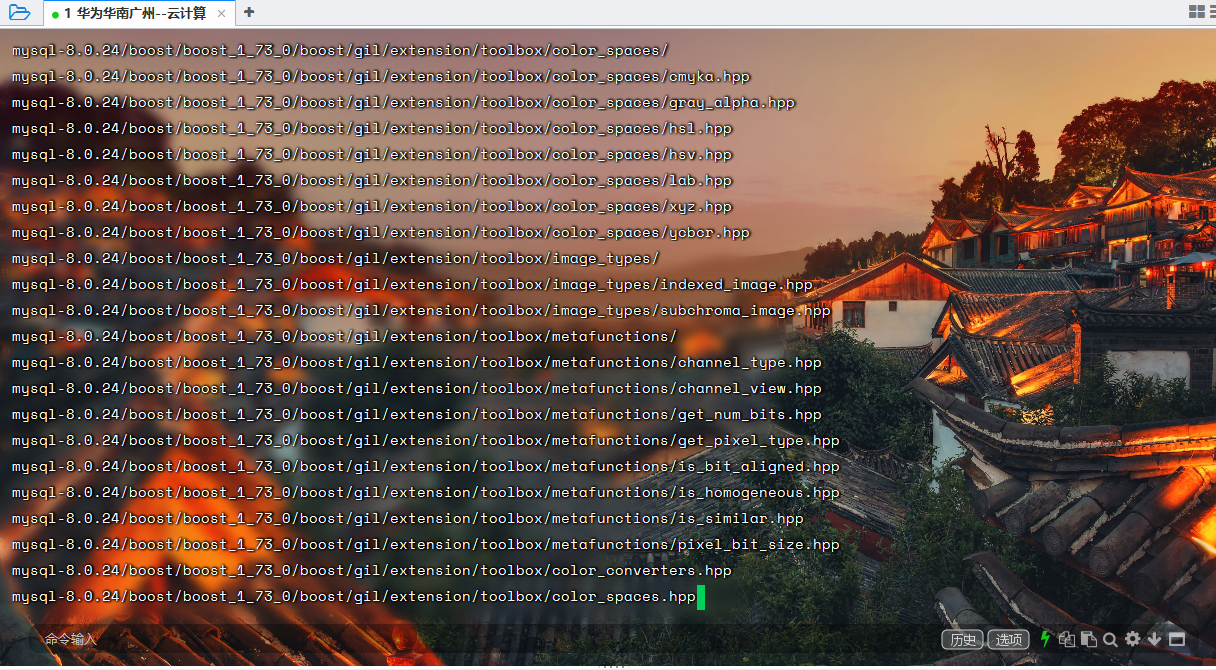 1 华为华南广州--云计算
mysql-8.0.24/boost/boost_1_73_0/boost/gil/extension/toolbox/color_spaces/
mysql-8.0.24/boost/boost_1_73_0/boost/gil/extension/toolbox/color_spaces/cmyka.hpp
mysql-8.0.24/boost/boost_1_73_0/boost/gil/extension/toolbox/color_spaces/gray_alpha.hpp
mysql-8.0.24/boost/boost_1_73_0/boost/gil/extension/toolbox/color_spaces/hsl.hpp
mysql-8.0.24/boost/boost_1_73_0/boost/gil/extension/toolbox/color_spaces/hsv.hpp
mysql-8.0.24/boost/boost_1_73_0/boost/gil/extension/toolbox/color_spaces/lab.hpp
mysql-8.0.24/boost/boost_1_73_0/boost/gil/extension/toolbox/color_spaces/xyz.hpp
mysql-8.0.24/boost/boost_1_73_0/boost/gil/extension/toolbox/color_spaces/ycbcr.hpp
mysql-8.0.24/boost/boost_1_73_0/boost/gil/extension/toolbox/image_types/
mysql-8.0.24/boost/boost_1_73_0/boost/gil/extension/toolbox/image_types/indexed_image.hpp
mysql-8.0.24/boost/boost_1_73_0/boost/gil/extension/toolbox/image_types/subchroma_image.hpp
mysql-8.0.24/boost/boost_1_73_0/boost/gil/extension/toolbox/metafunctions/
mysql-8.0.24/boost/boost_1_73_0/boost/gil/extension/toolbox/metafunctions/channel_type.hpp
mysql-8.0.24/boost/boost_1_73_0/boost/gil/extension/toolbox/metafunctions/channel_view.hpp
mysql-8.0.24/boost/boost_1_73_0/boost/gil/extension/toolbox/metafunctions/get_num_bits.hpp
mysql-8.0.24/boost/boost_1_73_0/boost/gil/extension/toolbox/metafunctions/get_pixel_type.hpp
mysql-8.0.24/boost/boost_1_73_0/boost/gil/extension/toolbox/metafunctions/is_bit_aligned.hpp
mysql-8.0.24/boost/boost_1_73_0/boost/gil/extension/toolbox/metafunctions/is_homogeneous.hpp
mysql-8.0.24/boost/boost_1_73_0/boost/gil/extension/toolbox/metafunctions/is_similar.hpp
mysql-8.0.24/boost/boost_1_73_0/boost/gil/extension/toolbox/metafunctions/pixel_bit_size.hpp
mysql-8.0.24/boost/boost_1_73_0/boost/gil/extension/toolbox/color_converters.hpp
mysql-8.0.24/boost/boost_1_73_0/boost/gil/extension/toolbox/color_spaces.hpp
命令输入 历史 选项